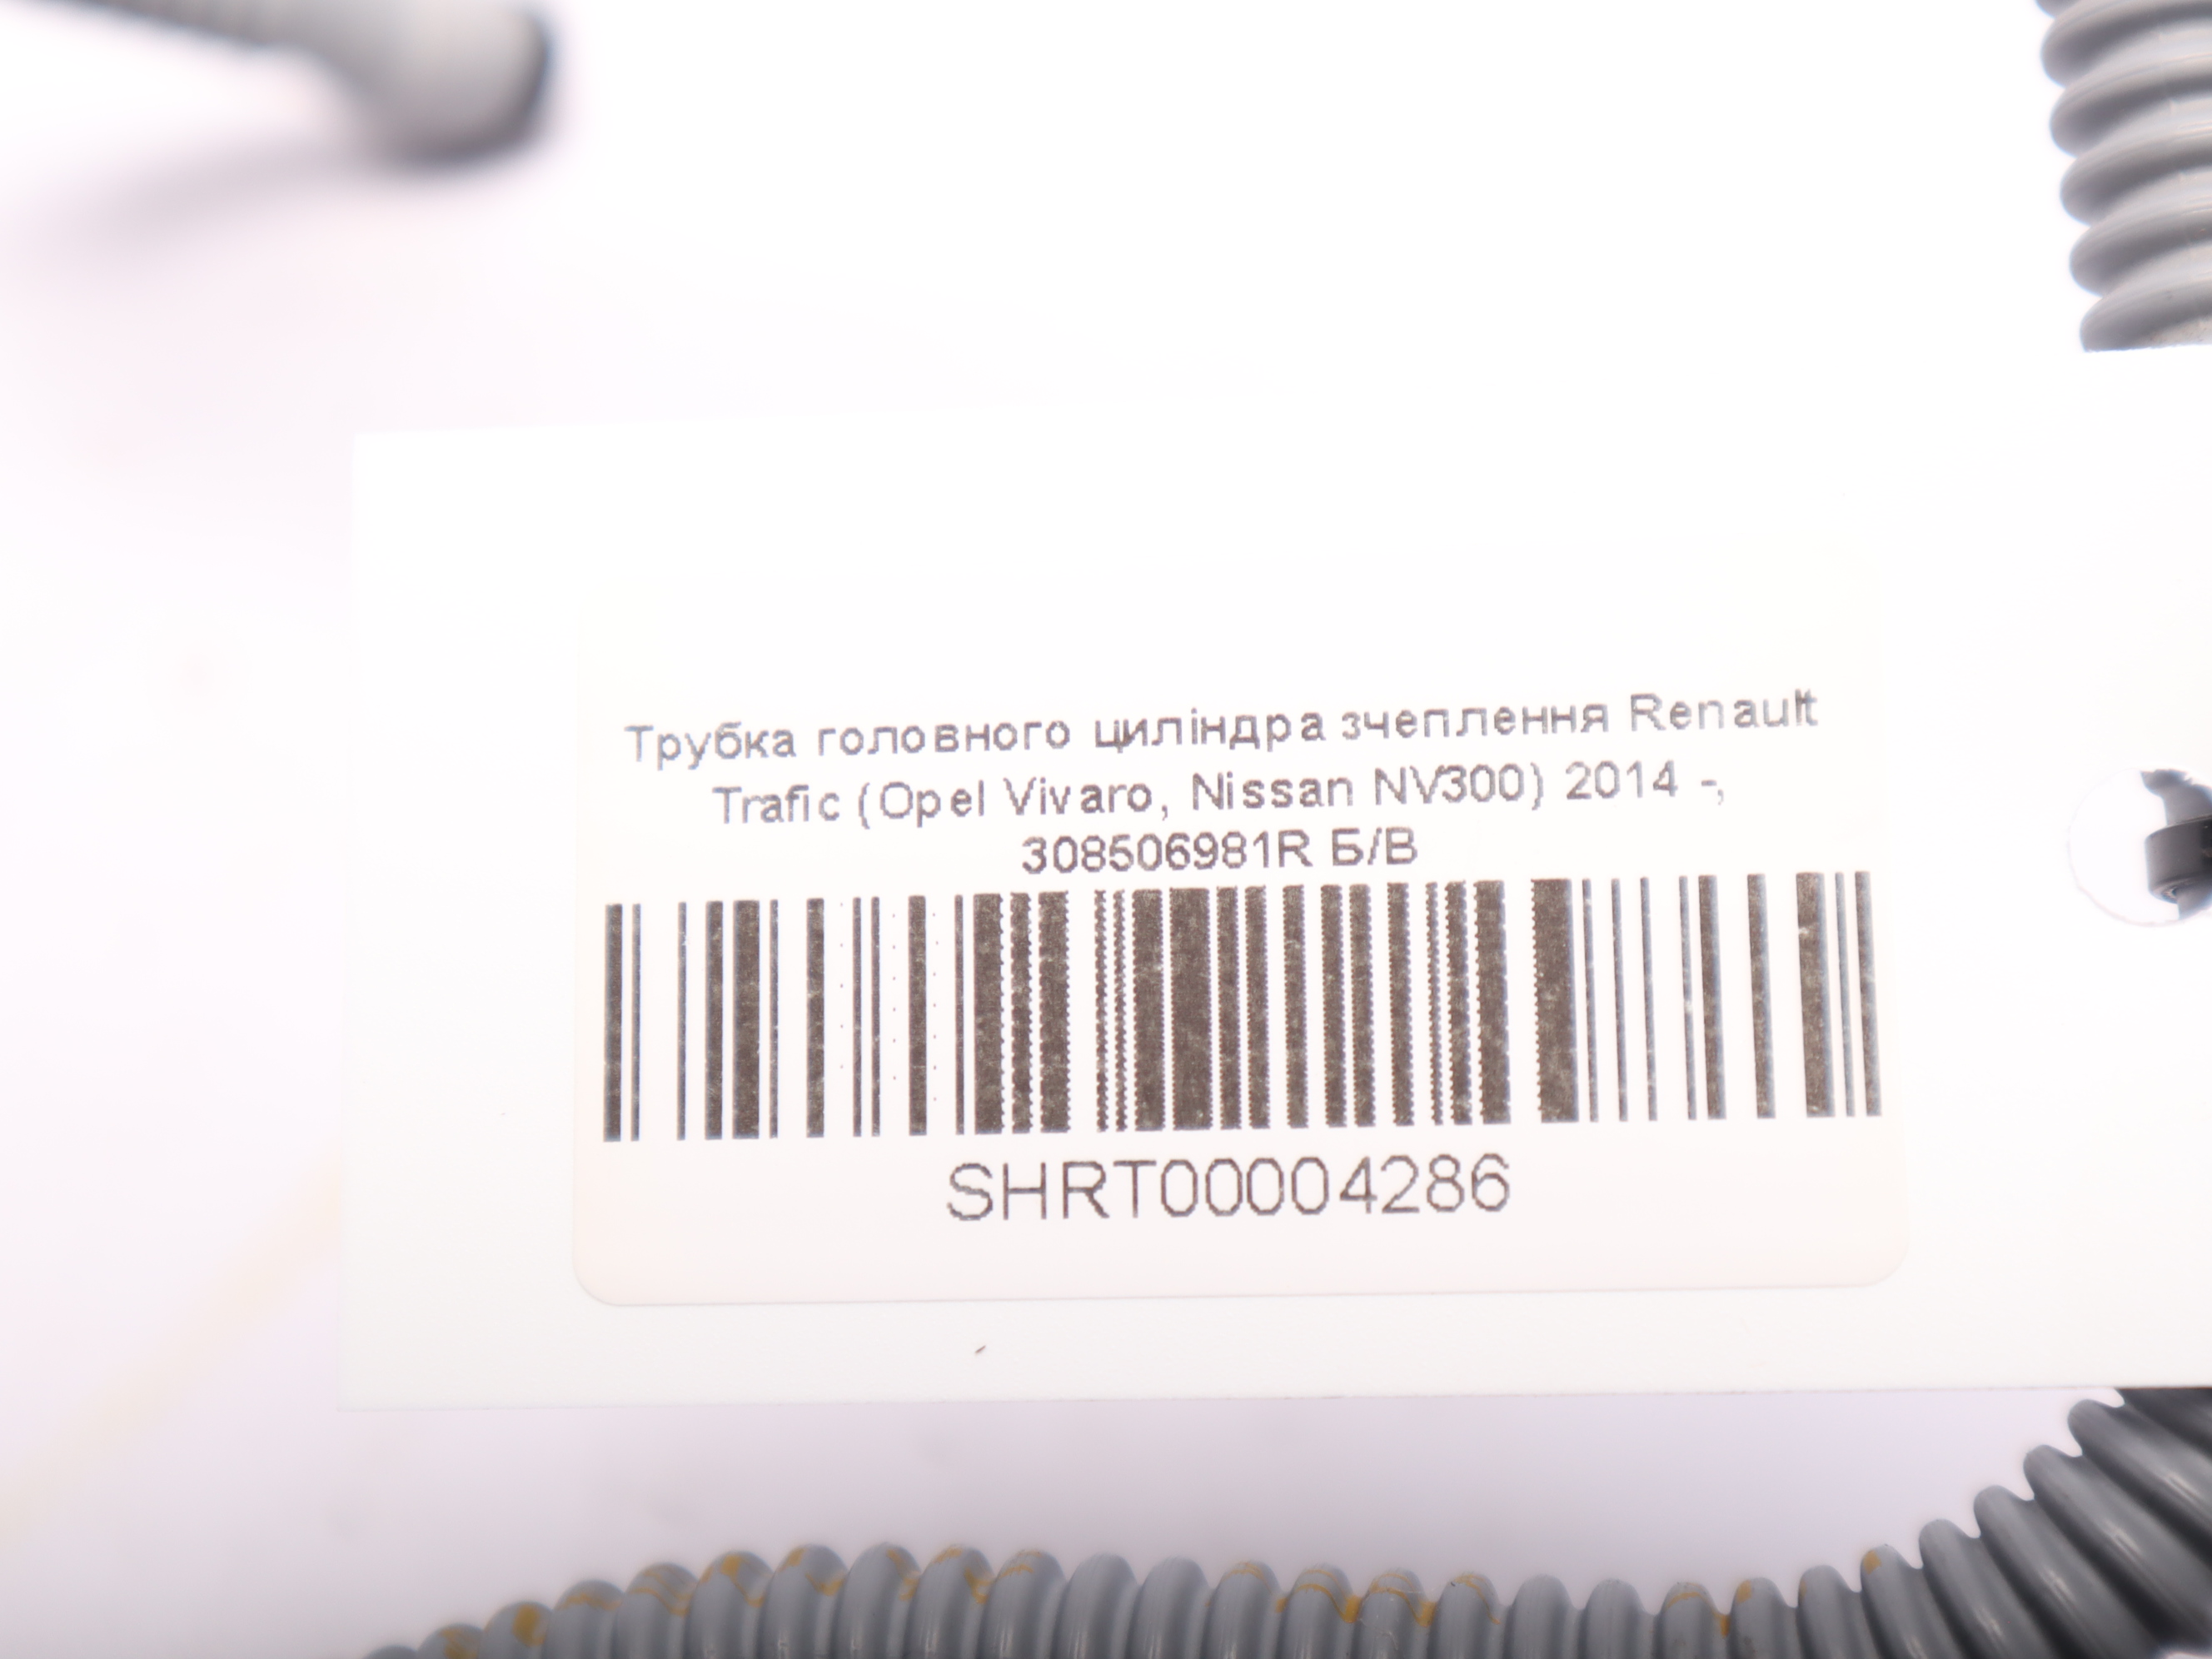 Трубка головного циліндра зчеплення Renault
Trafic (Opel Vivaro, Nissan NV300) 2014 -,
308506981R Б/В
SHRT00004286